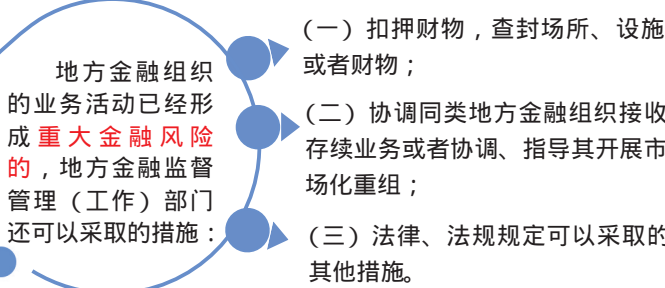 地方金融组织
的业务活动已经形
成重大金融风险
的，地方金融监督
管理（工作）部门
还可以采取的措施：
（一）扣押财物，查封场所、设施
或者财物；
（二）协调同类地方金融组织接收
存续业务或者协调、指导其开展市
场化重组；
（三）法律、法规规定可以采取的
其他措施。